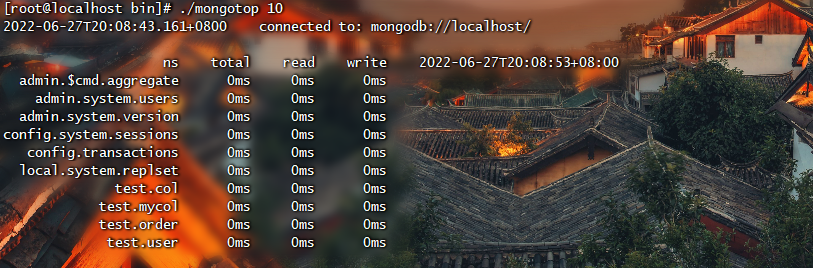 [root@localhost bin]# ./mongotop 10
2022-06-27T20:08:43.161+0800    connected to: mongodb://localhost/
ns    total    read    write    2022-06-27T20:08:53+08:00
admin.$cmd.aggregate    0ms    0ms    0ms
admin.system.users    0ms    0ms    0ms
admin.system.version    0ms    0ms    0ms
config.system.sessions    0ms    0ms    0ms
config.transactions    0ms    0ms    0ms
local.system.replset    0ms    0ms    0ms
test.col    0ms    0ms    0ms
test.mycol    0ms    0ms    0ms
test.order    0ms    0ms    0ms
test.user    0ms    0ms    0ms